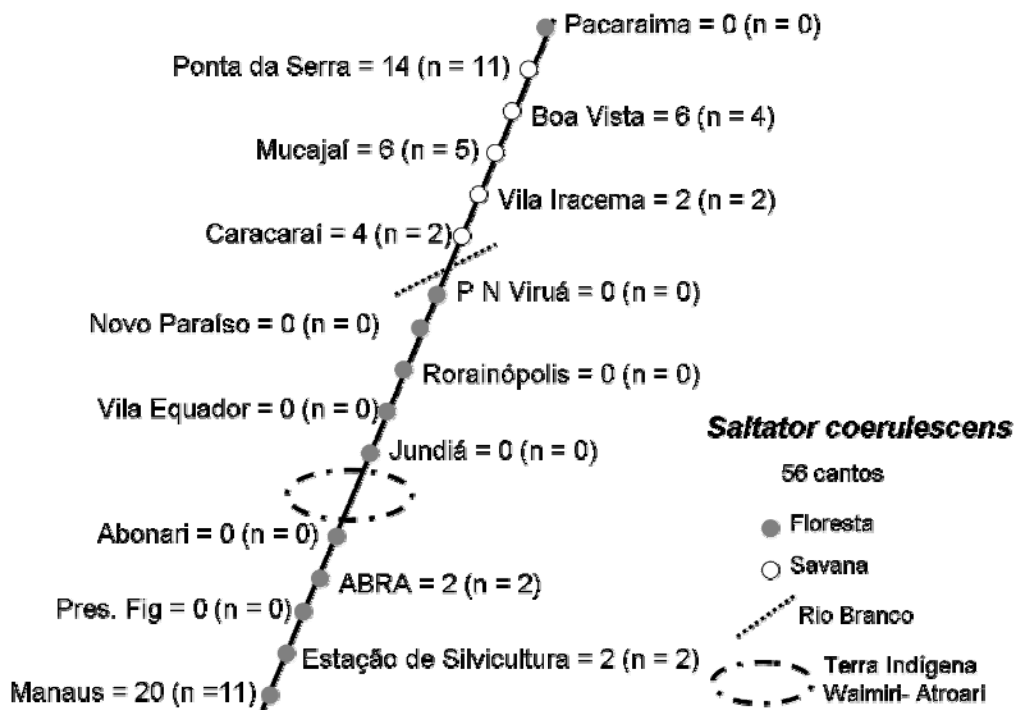 Pacaraima = 0 (n = 0)
Ponta da Serra = 14 (n = 11)
Boa Vista = 6 (n = 4)
Mucajaí = 6 (n = 5)
Vila Iracema = 2 (n = 2)
Caracaraí = 4 (n = 2)
P N Viruá = 0 (n = 0)
Novo Paraíso = 0 (n = 0)
Rorainópolis = 0 (n = 0)
Vila Equador = 0 (n = 0)
Jundiá = 0 (n = 0)
Abonari = 0 (n = 0)
ABRA = 2 (n = 2)
Pres. Fig = 0 (n = 0)
Estação de Silvicultura = 2 (n = 2)
Manaus = 20 (n =11)
Saltator coerulescens
56 cantos
Floresta
Savana
Rio Branco
Terra Indígena
Waimiri- Atroari